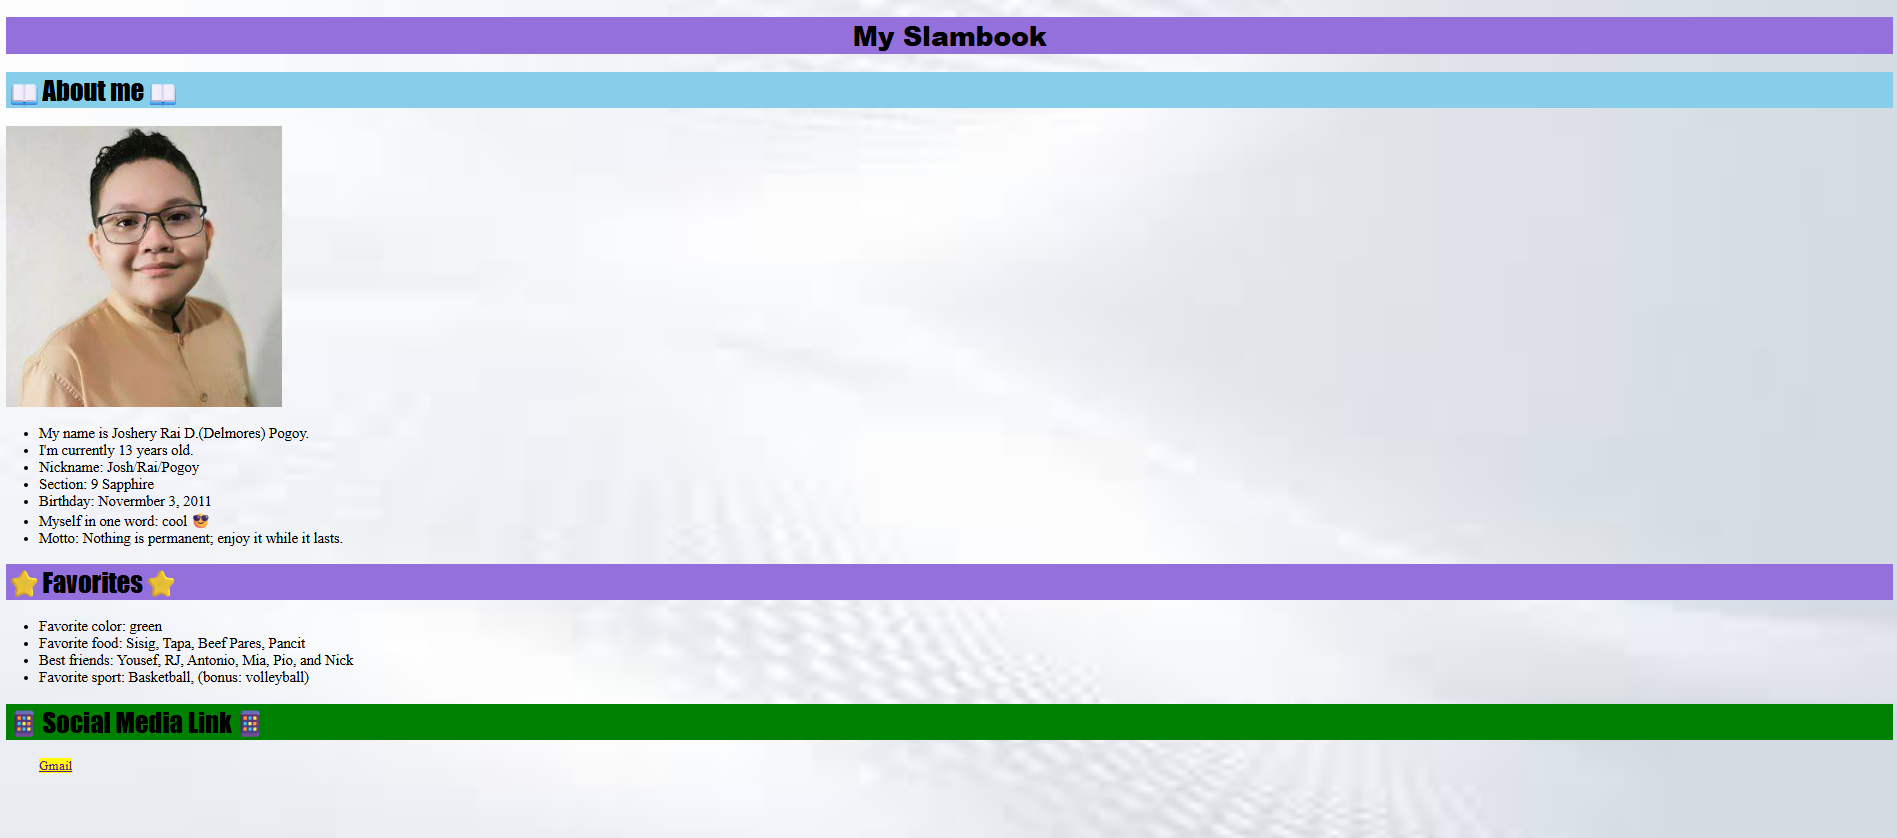 My Slambook
📖 About me 📖
My name is Joshery Rai D.(Delmores) Pogoy.
I'm currently 13 years old.
Nickname: Josh/Rai/Pogoy
Section: 9 Sapphire
Birthday: Novermber 3, 2011
Myself in one word: cool 😎
Motto: Nothing is permanent; enjoy it while it lasts.
⭐ Favorites ⭐
Favorite color: green
Favorite food: Sisig, Tapa, Beef Pares, Pancit
Best friends: Yousef, RJ, Antonio, Mia, Pio, and Nick
Favorite sport: Basketball, (bonus: volleyball)
📱 Social Media Link 📱
Gmail